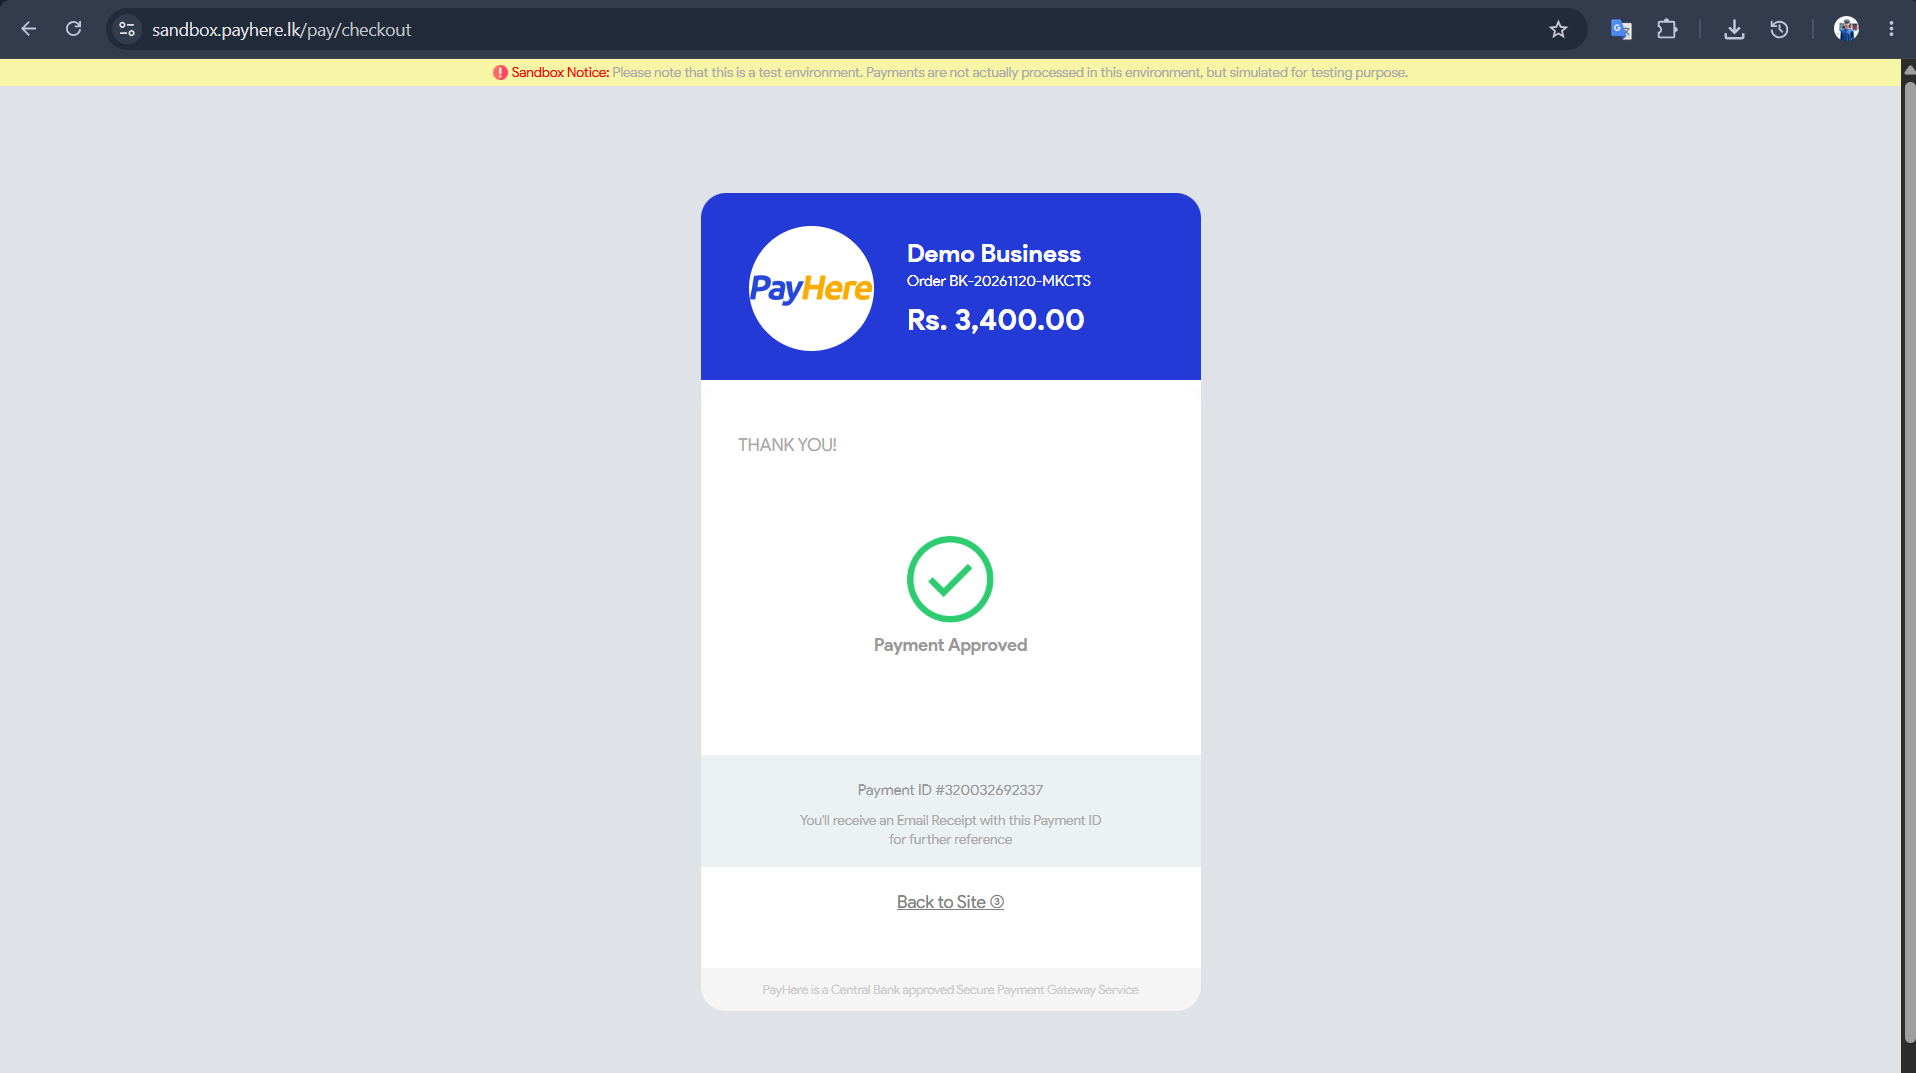 sandbox.payhere.lk/pay/checkout
Sandbox Notice: Please note that this is a test environment. Payments are not actually processed in this environment, but simulated for testing purpose.
PayHere
Demo Business
Order BK-20261120-MKCTS
Rs. 3,400.00
THANK YOU!
Payment Approved
Payment ID #320032692337
You'll receive an Email Receipt with this Payment ID
for further reference
Back to Site ③
PayHere is a Central Bank approved Secure Payment Gateway Service